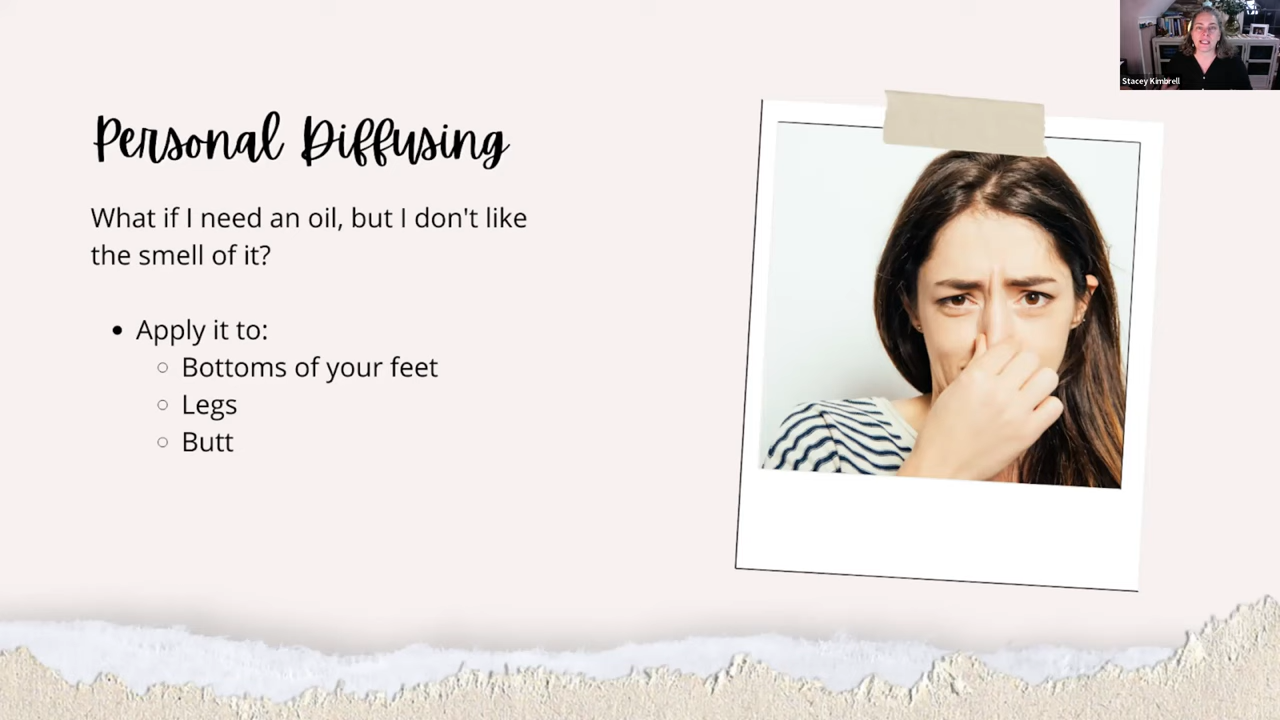 Stacey Kimbrell
Personal Diffusing
What if I need an oil, but I don't like
the smell of it?
• Apply it to:
○ Bottoms of your feet
○ Legs
○ Butt